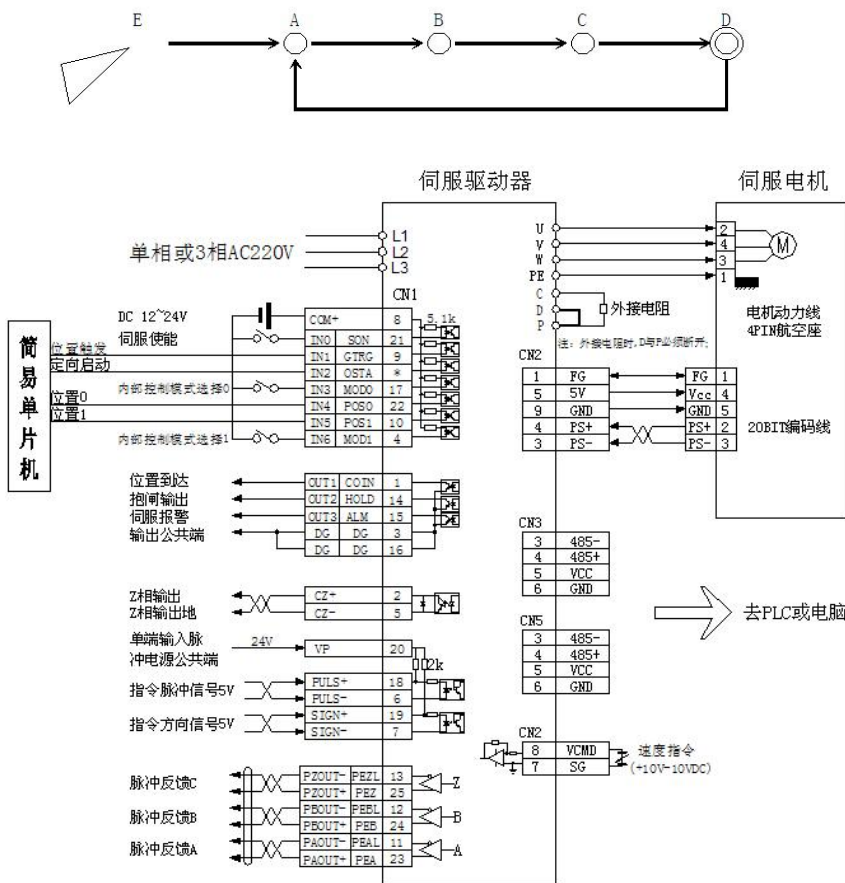 E A B C D
伺服驱动器 伺服电机
单相或3相AC220V
L1
L2
L3
U 2
V 4
W 3
PE 1
M
C
D
P
外接电阻
注: 外接电阻时,D与P必须断开;
电机动力线
4PIN航空座
CN1
DC 12~24V
COM+ 8 5.1k
伺服使能 IN0 SON 21
位置触发 IN1 GTRG 9
定向启动 IN2 OSTA *
内部控制模式选择0 IN3 MOD0 17
位置0 IN4 POS0 22
位置1 IN5 POS1 10
内部控制模式选择1 IN6 MOD1 4
简易单片机
CN2
1 FG FG 1
5 5V Vcc 4
9 GND GND 5
4 PS+ PS+ 2
3 PS- PS- 3
20BIT编码线
位置到达 OUT1 COIN 1
抱闸输出 OUT2 HOLD 14
伺服报警 OUT3 ALM 15
输出公共端 DG DG 3
DG DG 16
CN3
3 485-
4 485+
5 VCC
6 GND
Z相输出 CZ+ 2
Z相输出地 CZ- 5
去PLC或电脑
CN5
3 485-
4 485+
5 VCC
6 GND
单端输入脉
冲电源公共端
24V VP 20
2k
指令脉冲信号5V
PULS+ 18
PULS- 6
指令方向信号5V
SIGN+ 19
SIGN- 7
CN2
8 VCMD
7 SG
速度指令
(+10V-10VDC)
脉冲反馈C
PZOUT- PEZL 13
PZOUT+ PEZ 25
Z
脉冲反馈B
PBOUT- PEBL 12
PBOUT+ PEB 24
B
脉冲反馈A
PAOUT- PEAL 11
PAOUT+ PEA 23
A